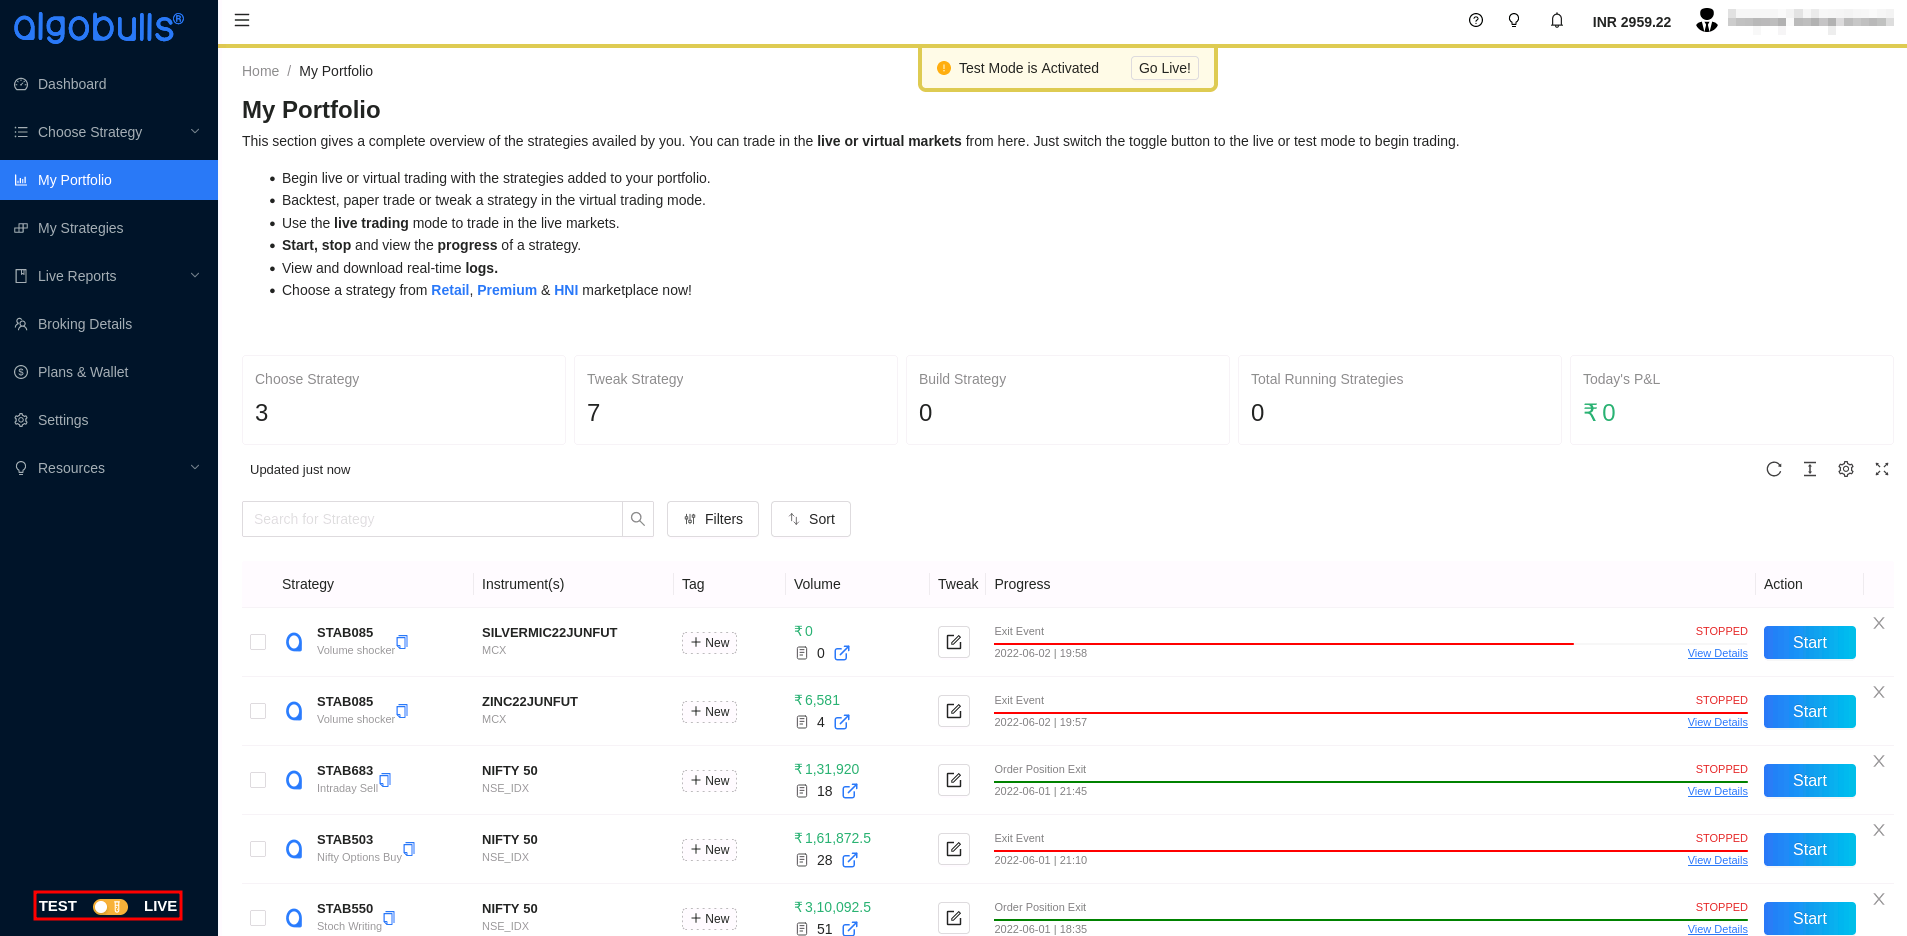 algobulls®
INR 2959.22
Dashboard
Choose Strategy
My Portfolio
My Strategies
Live Reports
Broking Details
Plans & Wallet
Settings
Resources
TEST LIVE
Home / My Portfolio
Test Mode is Activated Go Live!
My Portfolio
This section gives a complete overview of the strategies availed by you. You can trade in the live or virtual markets from here. Just switch the toggle button to the live or test mode to begin trading.
• Begin live or virtual trading with the strategies added to your portfolio.
• Backtest, paper trade or tweak a strategy in the virtual trading mode.
• Use the live trading mode to trade in the live markets.
• Start, stop and view the progress of a strategy.
• View and download real-time logs.
• Choose a strategy from Retail, Premium & HNI marketplace now!
Choose Strategy
3
Tweak Strategy
7
Build Strategy
0
Total Running Strategies
0
Today's P&L
₹ 0
Updated just now
Search for Strategy Filters Sort
Strategy Instrument(s) Tag Volume Tweak Progress Action
STAB085 SILVERMIC22JUNFUT ₹ 0 Exit Event STOPPED
Volume shocker MCX + New 0 2022-06-02 | 19:58 View Details Start X
STAB085 ZINC22JUNFUT ₹ 6,581 Exit Event STOPPED
Volume shocker MCX + New 4 2022-06-02 | 19:57 View Details Start X
STAB683 NIFTY 50 ₹ 1,31,920 Order Position Exit STOPPED
Intraday Sell NSE_IDX + New 18 2022-06-01 | 21:45 View Details Start X
STAB503 NIFTY 50 ₹ 1,61,872.5 Exit Event STOPPED
Nifty Options Buy NSE_IDX + New 28 2022-06-01 | 21:10 View Details Start X
STAB550 NIFTY 50 ₹ 3,10,092.5 Order Position Exit STOPPED
Stoch Writing NSE_IDX + New 51 2022-06-01 | 18:35 View Details Start X